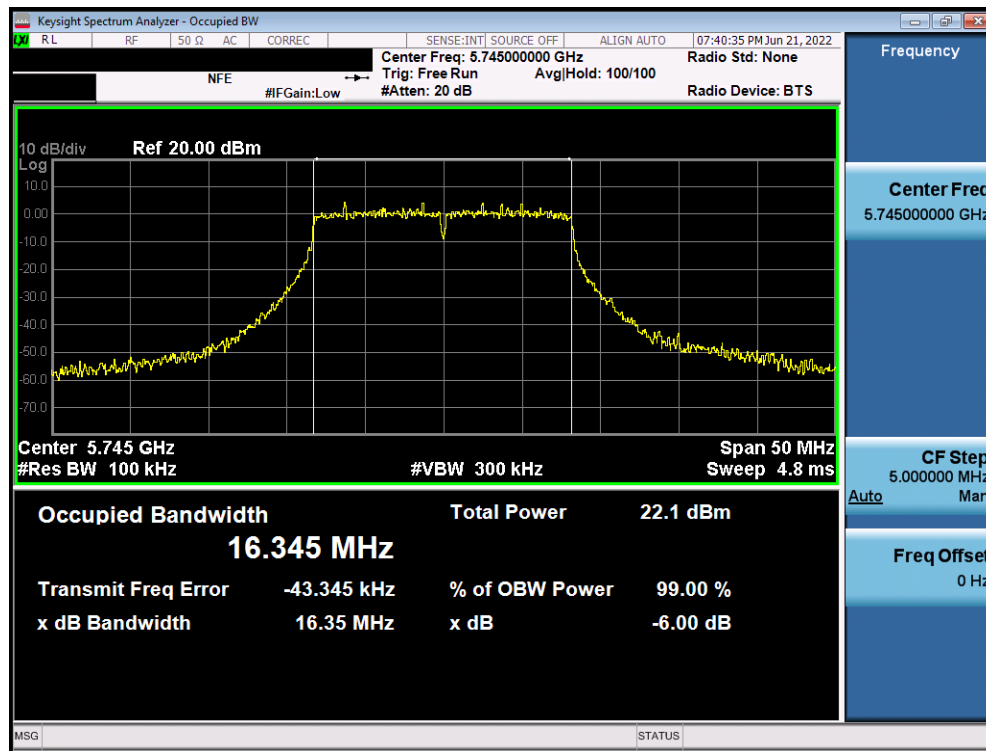 Keysight Spectrum Analyzer - Occupied BW
LXI RL RF 50 Ω AC CORREC SENSE:INT SOURCE OFF ALIGN AUTO 07:40:35 PM Jun 21, 2022
Center Freq: 5.745000000 GHz Radio Std: None
NFE Trig: Free Run Avg|Hold: 100/100
#IFGain:Low #Atten: 20 dB Radio Device: BTS
10 dB/div Ref 20.00 dBm
Log
10.0
0.00
-10.0
-20.0
-30.0
-40.0
-50.0
-60.0
-70.0
Center 5.745 GHz Span 50 MHz
#Res BW 100 kHz #VBW 300 kHz Sweep 4.8 ms
Occupied Bandwidth Total Power 22.1 dBm
16.345 MHz
Transmit Freq Error -43.345 kHz % of OBW Power 99.00 %
x dB Bandwidth 16.35 MHz x dB -6.00 dB
MSG STATUS
Frequency
Center Freq
5.745000000 GHz
CF Step
5.000000 MHz
Auto Man
Freq Offset
0 Hz